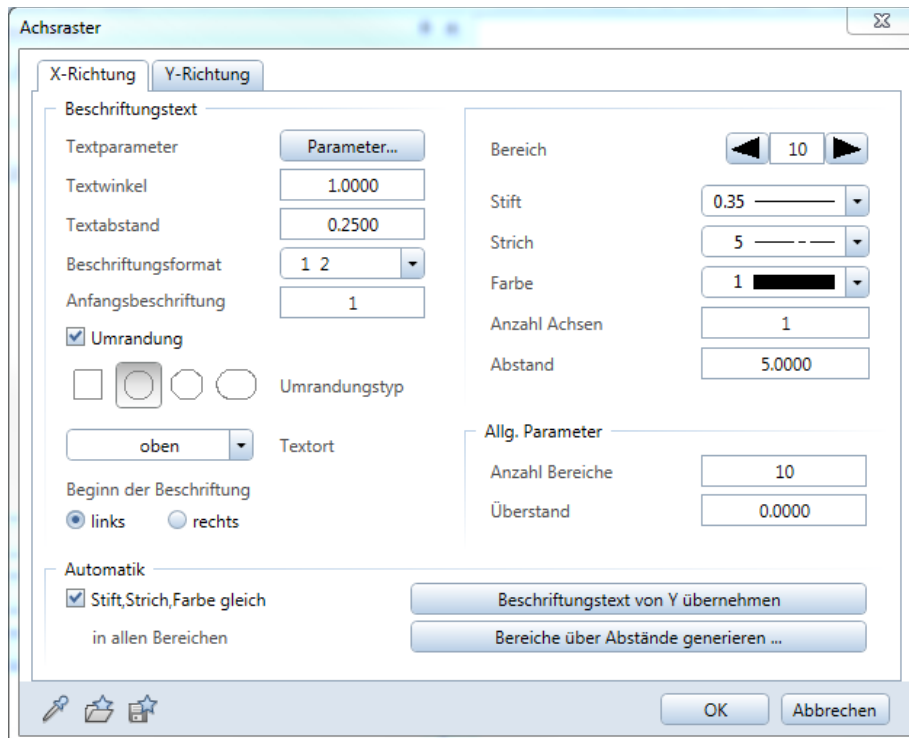 Achsraster
X-Richtung
Y-Richtung
Beschriftungstext
Textparameter
Parameter...
Textwinkel
1.0000
Textabstand
0.2500
Beschriftungsformat
1 2
Anfangsbeschriftung
1
Umrandung
Umrandungstyp
oben
Textort
Beginn der Beschriftung
links
rechts
Bereich
10
Stift
0.35
Strich
5
Farbe
1
Anzahl Achsen
1
Abstand
5.0000
Allg. Parameter
Anzahl Bereiche
10
Überstand
0.0000
Automatik
Stift,Strich,Farbe gleich
in allen Bereichen
Beschriftungstext von Y übernehmen
Bereiche über Abstände generieren ...
OK
Abbrechen